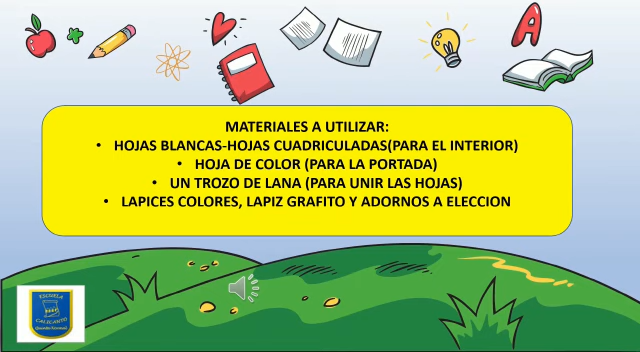 A
MATERIALES A UTILIZAR:
• HOJAS BLANCAS-HOJAS CUADRICULADAS(PARA EL INTERIOR)
• HOJA DE COLOR (PARA LA PORTADA)
• UN TROZO DE LANA (PARA UNIR LAS HOJAS)
• LAPICES COLORES, LAPIZ GRAFITO Y ADORNOS A ELECCION
ESCUELA
CALICANTO